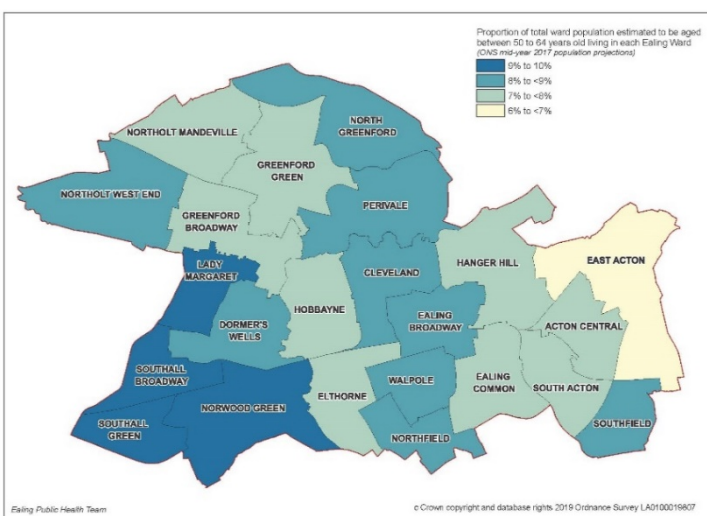 Proportion of total ward population estimated to be aged
between 50 to 64 years old living in each Ealing Ward
(ONS mid-year 2017 population projections)
9% to 10%
8% to <9%
7% to <8%
6% to <7%
NORTH
GREENFORD
NORTHOLT MANDEVILLE
GREENFORD
GREEN
NORTHOLT WEST END
PERIVALE
GREENFORD
BROADWAY
LADY
MARGARET
CLEVELAND
HANGER HILL
EAST ACTON
HOBBAYNE
DORMER'S
WELLS
EALING
BROADWAY
ACTON CENTRAL
SOUTHALL
BROADWAY
WALPOLE
EALING
COMMON
SOUTH ACTON
ELTHORNE
NORWOOD GREEN
SOUTHALL
GREEN
NORTHFIELD
SOUTHFIELD
Ealing Public Health Team
c Crown copyright and database rights 2019 Ordnance Survey LA0100019807